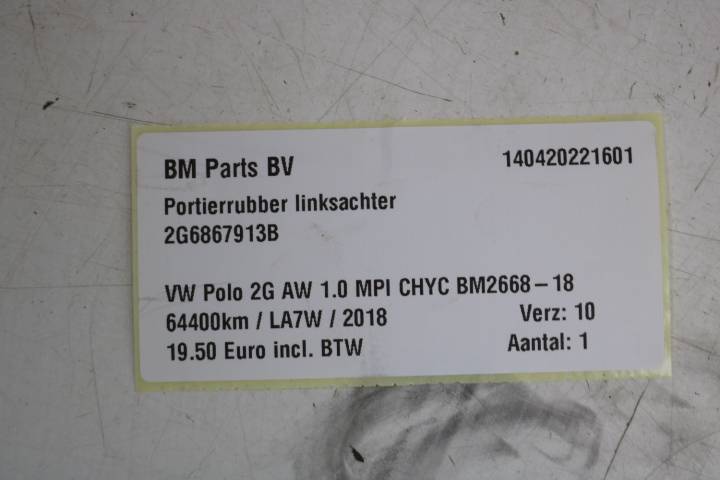 BM Parts BV 140420221601
Portierrubber linksachter
2G6867913B
VW Polo 2G AW 1.0 MPI CHYC BM2668-18
64400km / LA7W / 2018 Verz: 10
19.50 Euro incl. BTW Aantal: 1